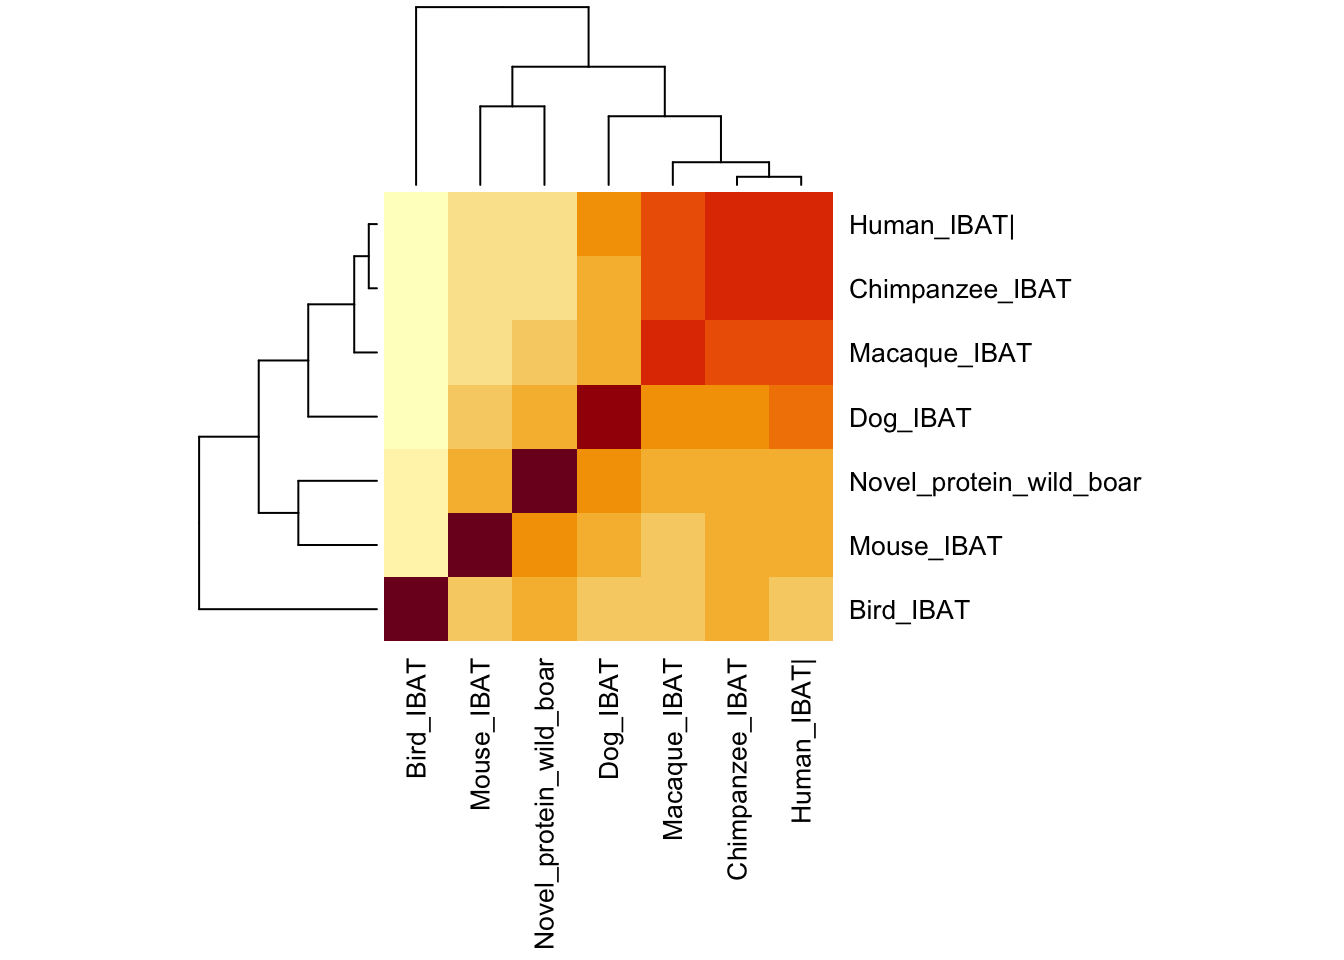 Human_IBAT|
Chimpanzee_IBAT
Macaque_IBAT
Dog_IBAT
Novel_protein_wild_boar
Mouse_IBAT
Bird_IBAT
Bird_IBAT
Mouse_IBAT
Novel_protein_wild_boar
Dog_IBAT
Macaque_IBAT
Chimpanzee_IBAT
Human_IBAT|